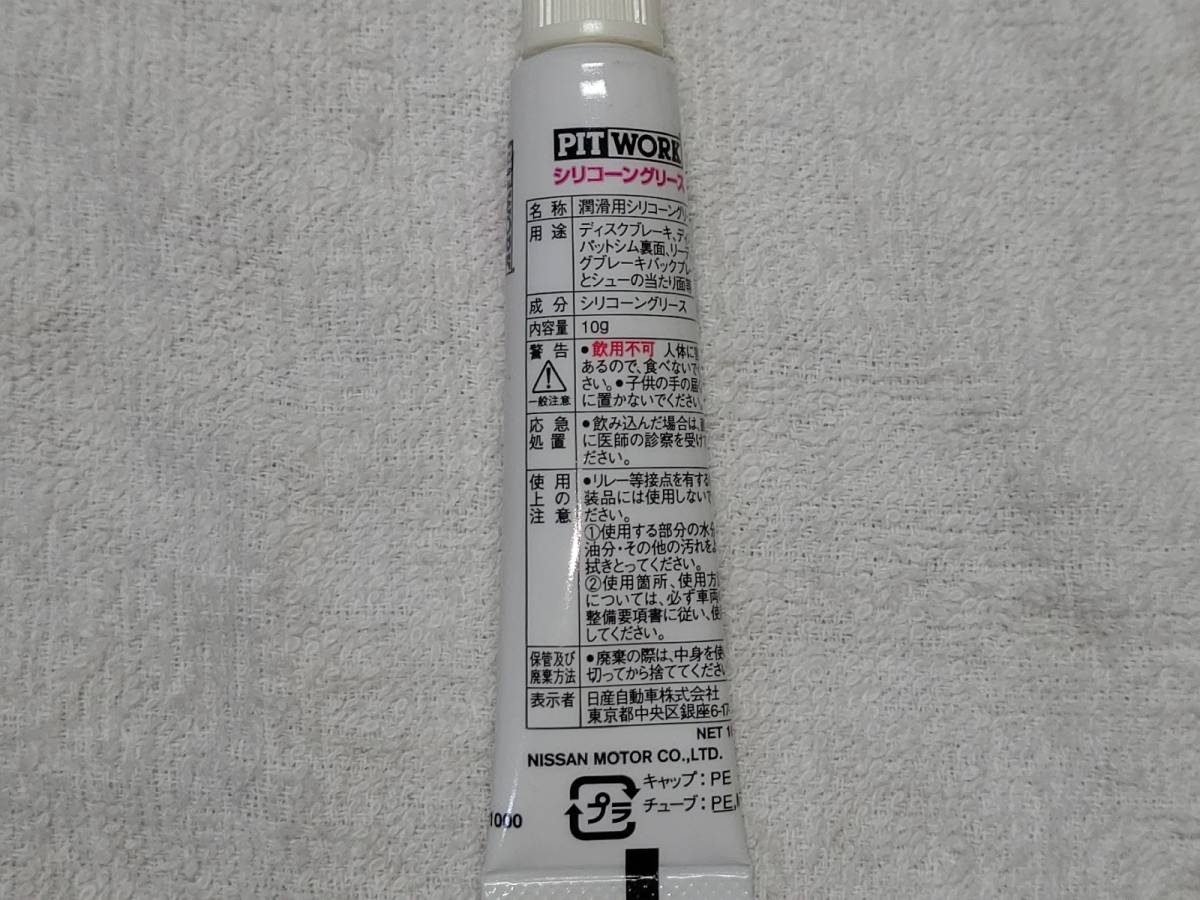 PIT WORK
シリコーングリース
名称 潤滑用シリコーングリ
用途 ディスクブレーキ、ディ
パットシム裏面、リーデ
グブレーキバックプレ
とシューの当たり面等
成分 シリコーングリース
内容量 10g
警告 ●飲用不可 人体に
あるので、食べないで
さい。●子供の手の届
一般注意 に置かないでください。
応急 ●飲み込んだ場合は、
処置 に医師の診察を受け
ださい。
使用 ●リレー等接点を有する
上の 装品には使用しないで
注意 ださい。
①使用する部分の水分
油分・その他の汚れを
拭きとってください。
②使用箇所、使用方
については、必ず車両
整備要項書に従い、使
してください。
保管及び ●廃棄の際は、中身を使
廃棄方法 切ってから捨ててくださ
表示者 日産自動車株式会社
東京都中央区銀座6-17
NET 1
NISSAN MOTOR CO.,LTD.
プラ キャップ：PE
チューブ：PE,
1000